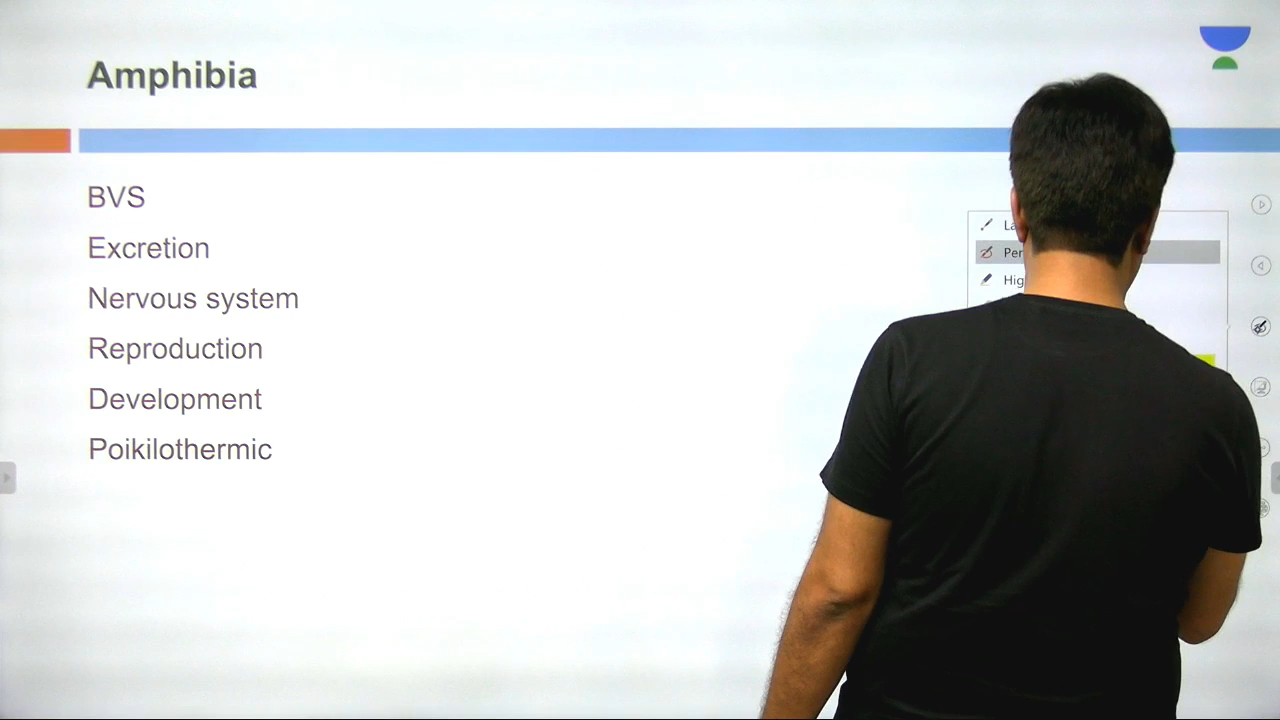 Amphibia
BVS
Excretion
Nervous system
Reproduction
Development
Poikilothermic